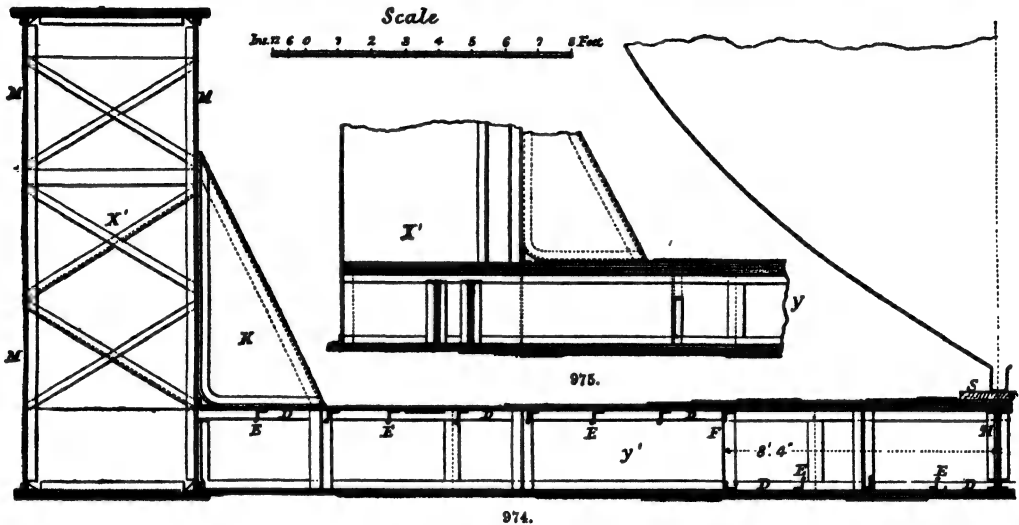 Scale
Ins. 12 6 0 1 2 3 4 5 6 7 8 Feet
M
M
X'
X'
y
M
K
975.
S
E D E D E D F H
y'
8'. 4"
E E
D D
974.